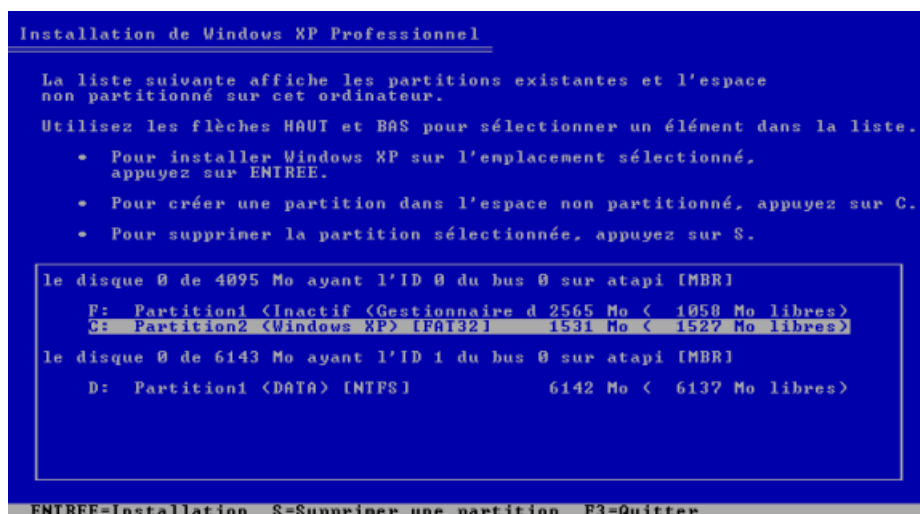 Installation de Windows XP Professionnel
La liste suivante affiche les partitions existantes et l'espace
non partitionné sur cet ordinateur.
Utilisez les flèches HAUT et BAS pour sélectionner un élément dans la liste.
• Pour installer Windows XP sur l'emplacement sélectionné,
appuyez sur ENTREE.
• Pour créer une partition dans l'espace non partitionné, appuyez sur C.
• Pour supprimer la partition sélectionnée, appuyez sur S.
le disque 0 de 4095 Mo ayant l'ID 0 du bus 0 sur atapi [MBR]
F: Partition1 (Inactif (Gestionnaire d 2565 Mo ( 1058 Mo libres)
C: Partition2 (Windows XP) [FAT32] 1531 Mo ( 1527 Mo libres)
le disque 0 de 6143 Mo ayant l'ID 1 du bus 0 sur atapi [MBR]
D: Partition1 (DATA) [NTFS] 6142 Mo ( 6137 Mo libres)
ENTREE=Installation S=Supprimer une partition F3=Quitter